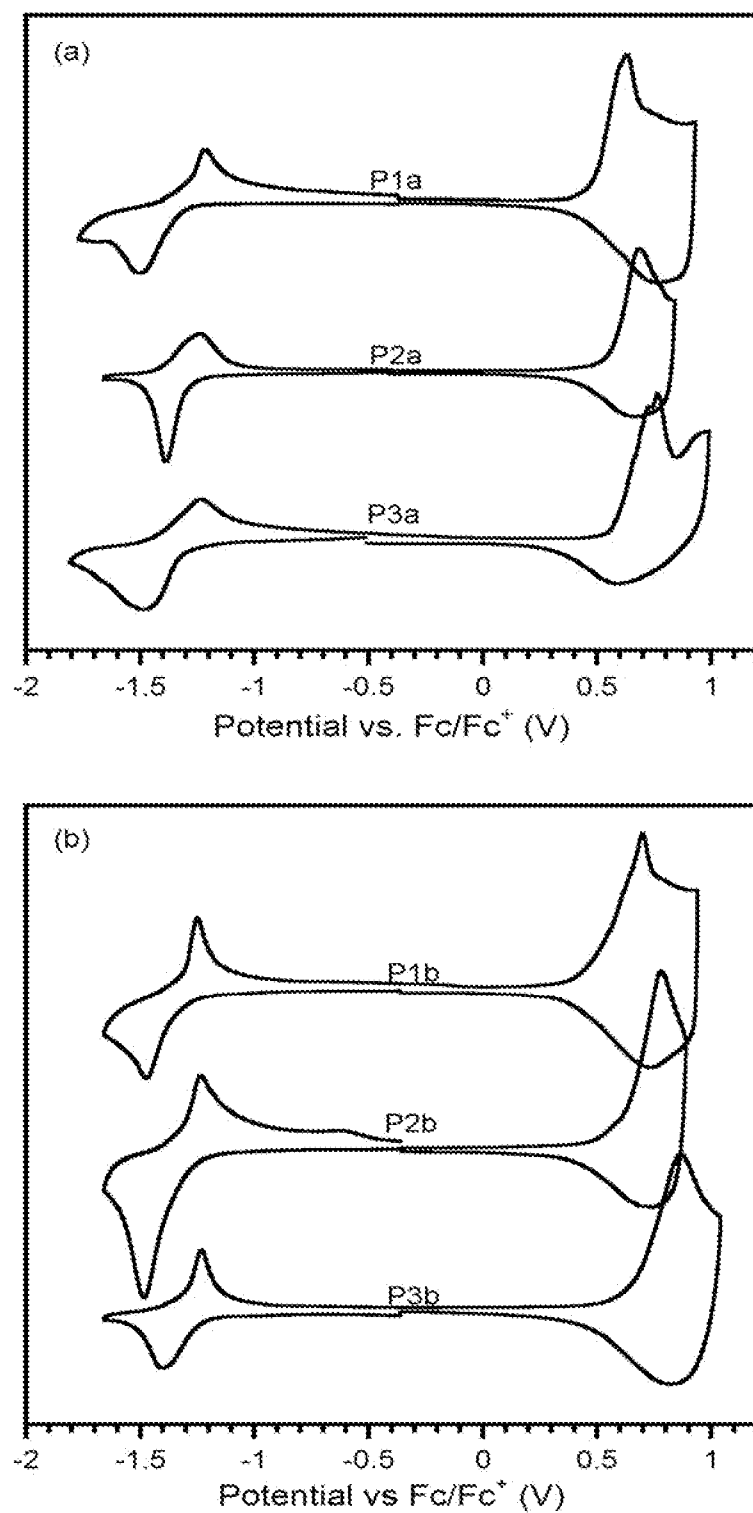 (a)
P1a
P2a
P3a
-2 -1.5 -1 -0.5 0 0.5 1
Potential vs. Fc/Fc⁺ (V)
(b)
P1b
P2b
P3b
-2 -1.5 -1 -0.5 0 0.5 1
Potential vs Fc/Fc⁺ (V)